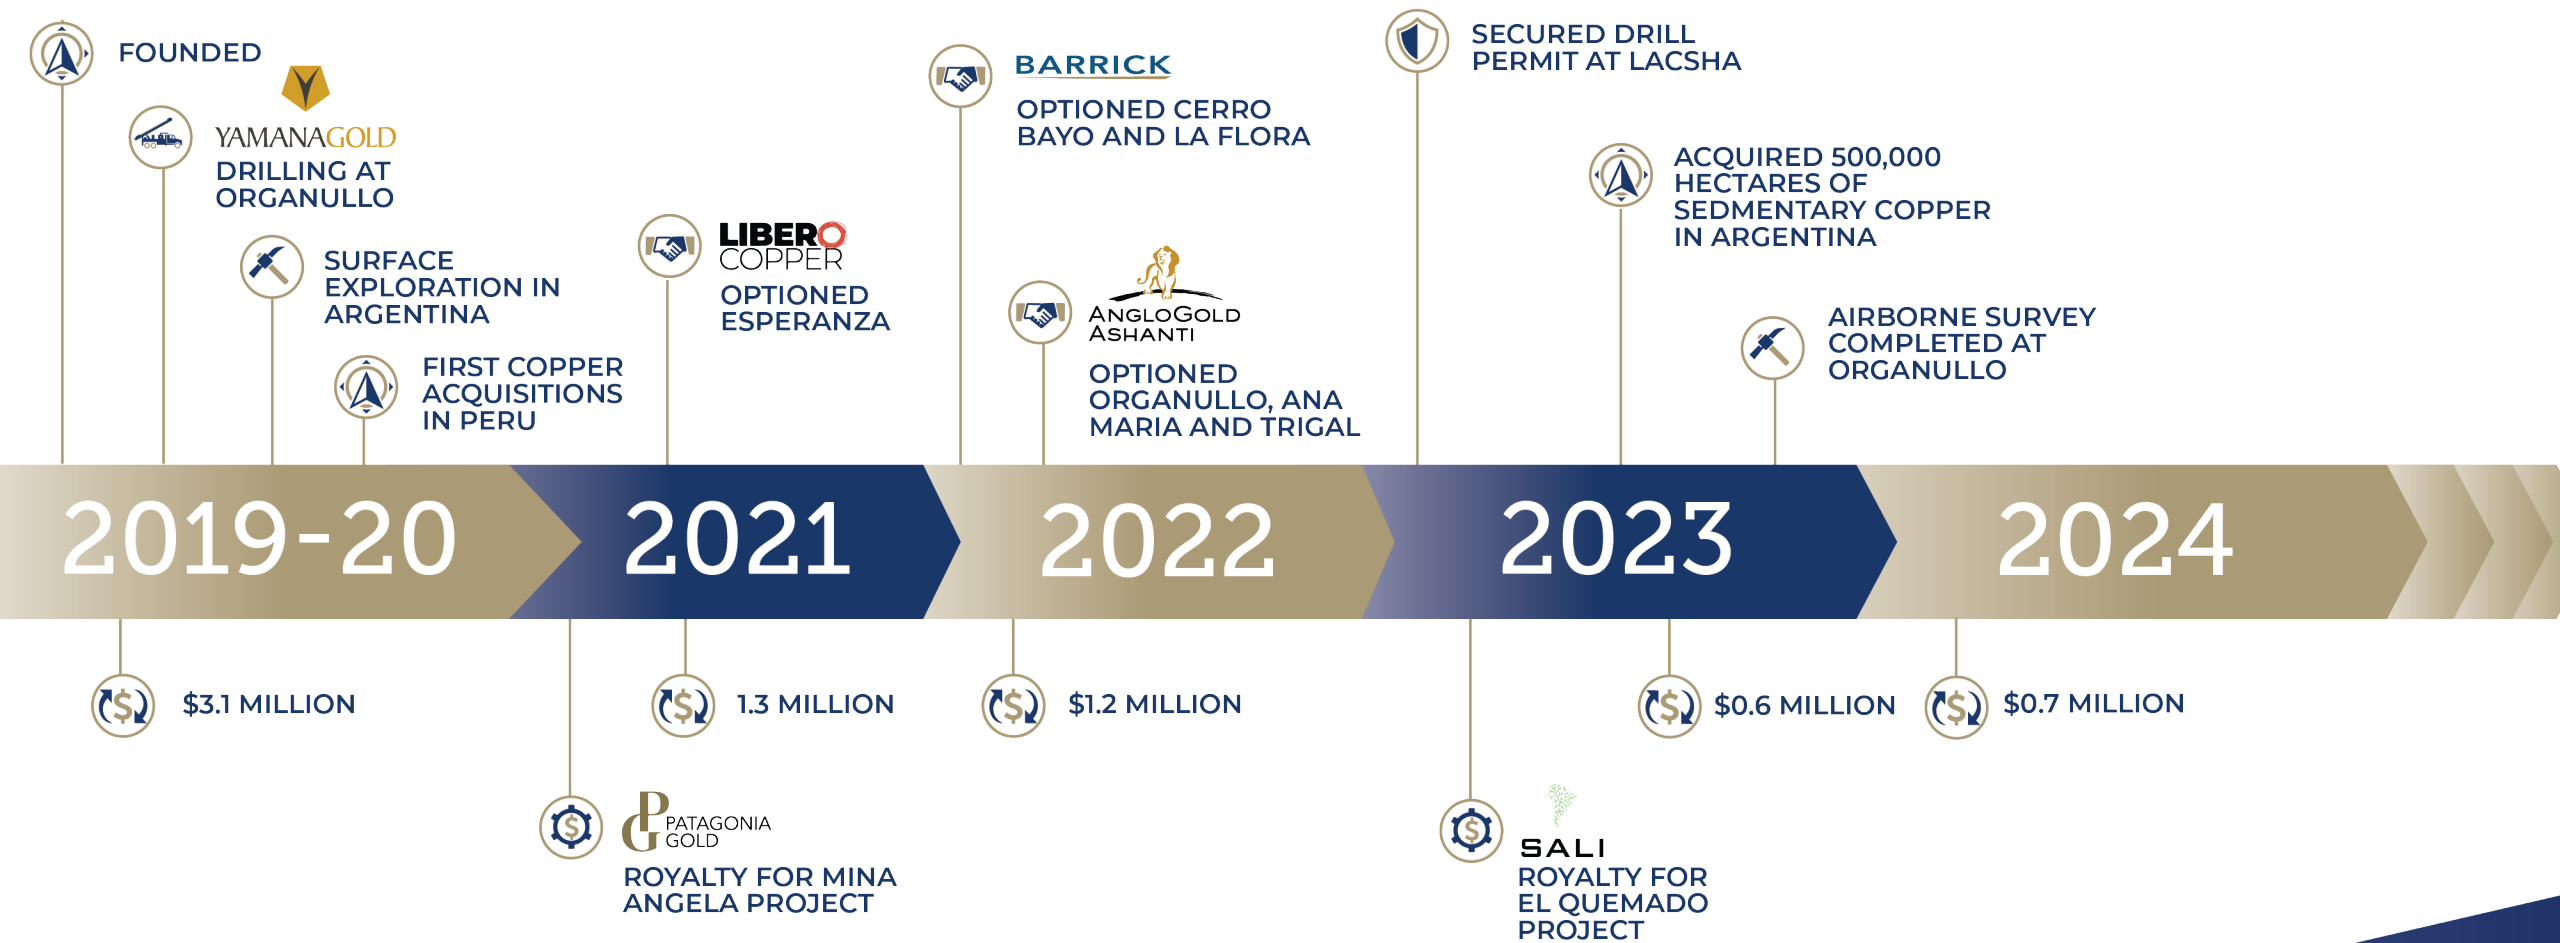 FOUNDED
YAMANAGOLD
DRILLING AT
ORGANULLO
SURFACE
EXPLORATION IN
ARGENTINA
FIRST COPPER
ACQUISITIONS
IN PERU
LIBERO
COPPER
OPTIONED
ESPERANZA
BARRICK
OPTIONED CERRO
BAYO AND LA FLORA
ANGLOGOLD
ASHANTI
OPTIONED
ORGANULLO, ANA
MARIA AND TRIGAL
SECURED DRILL
PERMIT AT LACSHA
ACQUIRED 500,000
HECTARES OF
SEDMENTARY COPPER
IN ARGENTINA
AIRBORNE SURVEY
COMPLETED AT
ORGANULLO
2019-20
2021
2022
2023
2024
$
$3.1 MILLION
$
1.3 MILLION
$
$1.2 MILLION
$
$0.6 MILLION
$
$0.7 MILLION
$
PG
PATAGONIA
GOLD
ROYALTY FOR MINA
ANGELA PROJECT
$
SALI
ROYALTY FOR
EL QUEMADO
PROJECT